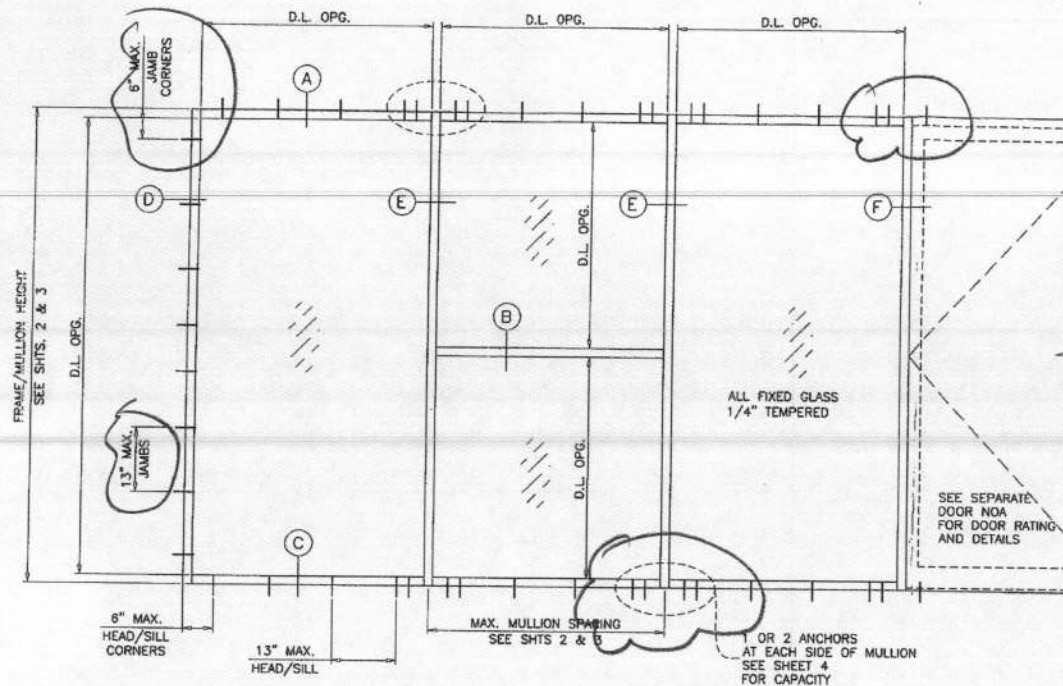 D.L. OPG.
D.L. OPG.
D.L. OPG.
6" MAX.
JAMB
CORNERS
A
D
E
E
F
FRAME/MULLION HEIGHT
SEE SHTS. 2 & 3
D.L. OPG.
D.L. OPG.
B
ALL FIXED GLASS
1/4" TEMPERED
13" MAX.
JAMBS
D.L. OPG.
SEE SEPARATE
DOOR NOA
FOR DOOR RATING
AND DETAILS
C
6" MAX.
HEAD/SILL
CORNERS
13" MAX.
HEAD/SILL
MAX. MULLION SPACING
SEE SHTS 2 & 3
1 OR 2 ANCHORS
AT EACH SIDE OF MULLION
SEE SHEET 4
FOR CAPACITY